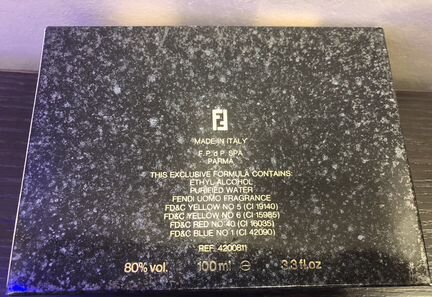 MADE IN ITALY
F.P. d P. SPA
PARMA
THIS EXCLUSIVE FORMULA CONTAINS:
ETHYL ALCOHOL
PURIFIED WATER
FENDI UOMO FRAGRANCE
FD&C YELLOW NO 5 (CI 19140)
FD&C YELLOW NO 6 (CI 15985)
FD&C RED NO 40 (CI 16035)
FD&C BLUE NO 1 (CI 42090)
REF. 4200811
80% vol. 100 ml ⊖ 3.3 fl.oz